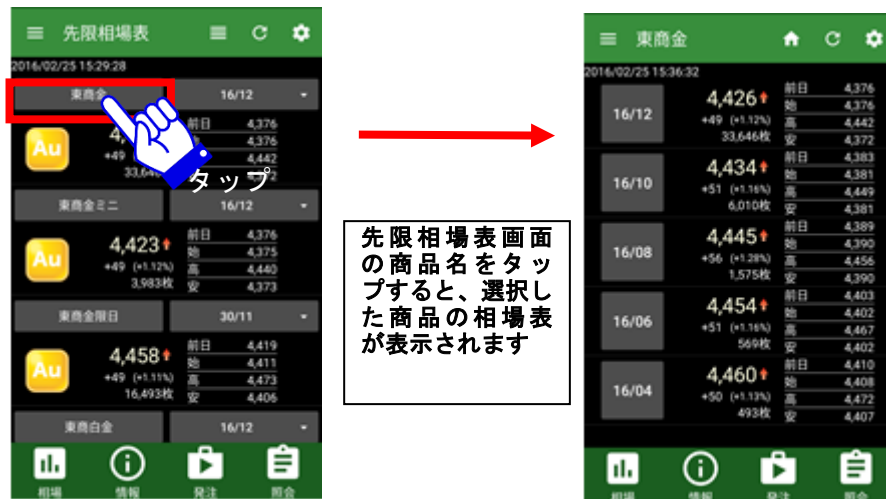 先限相場表
2016/02/25 15:29:28
東商金
16/12
Au
+49
33,646
前日 4,376
4,376
4,442
タップ
東商金ミニ
16/12
Au
4,423
+49 (+1.12%)
3,983枚
前日 4,376
始 4,375
高 4,440
安 4,373
東商金限日
30/11
Au
4,458
+49 (+1.11%)
16,493枚
前日 4,419
始 4,411
高 4,473
安 4,406
東商白金
16/12
相場
情報
発注
照会
先限相場表画面
の商品名をタッ
プすると、選択し
た商品の相場表
が表示されます
東商金
2016/02/25 15:36:32
16/12
4,426
+49 (+1.12%)
33,646枚
前日 4,376
始 4,376
高 4,442
安 4,372
16/10
4,434
+51 (+1.16%)
6,010枚
前日 4,383
始 4,381
高 4,449
安 4,381
16/08
4,445
+56 (+1.28%)
1,575枚
前日 4,389
始 4,390
高 4,456
安 4,390
16/06
4,454
+51 (+1.16%)
569枚
前日 4,403
始 4,402
高 4,467
安 4,402
16/04
4,460
+50 (+1.13%)
493枚
前日 4,410
始 4,408
高 4,472
安 4,407
相場
情報
発注
照会